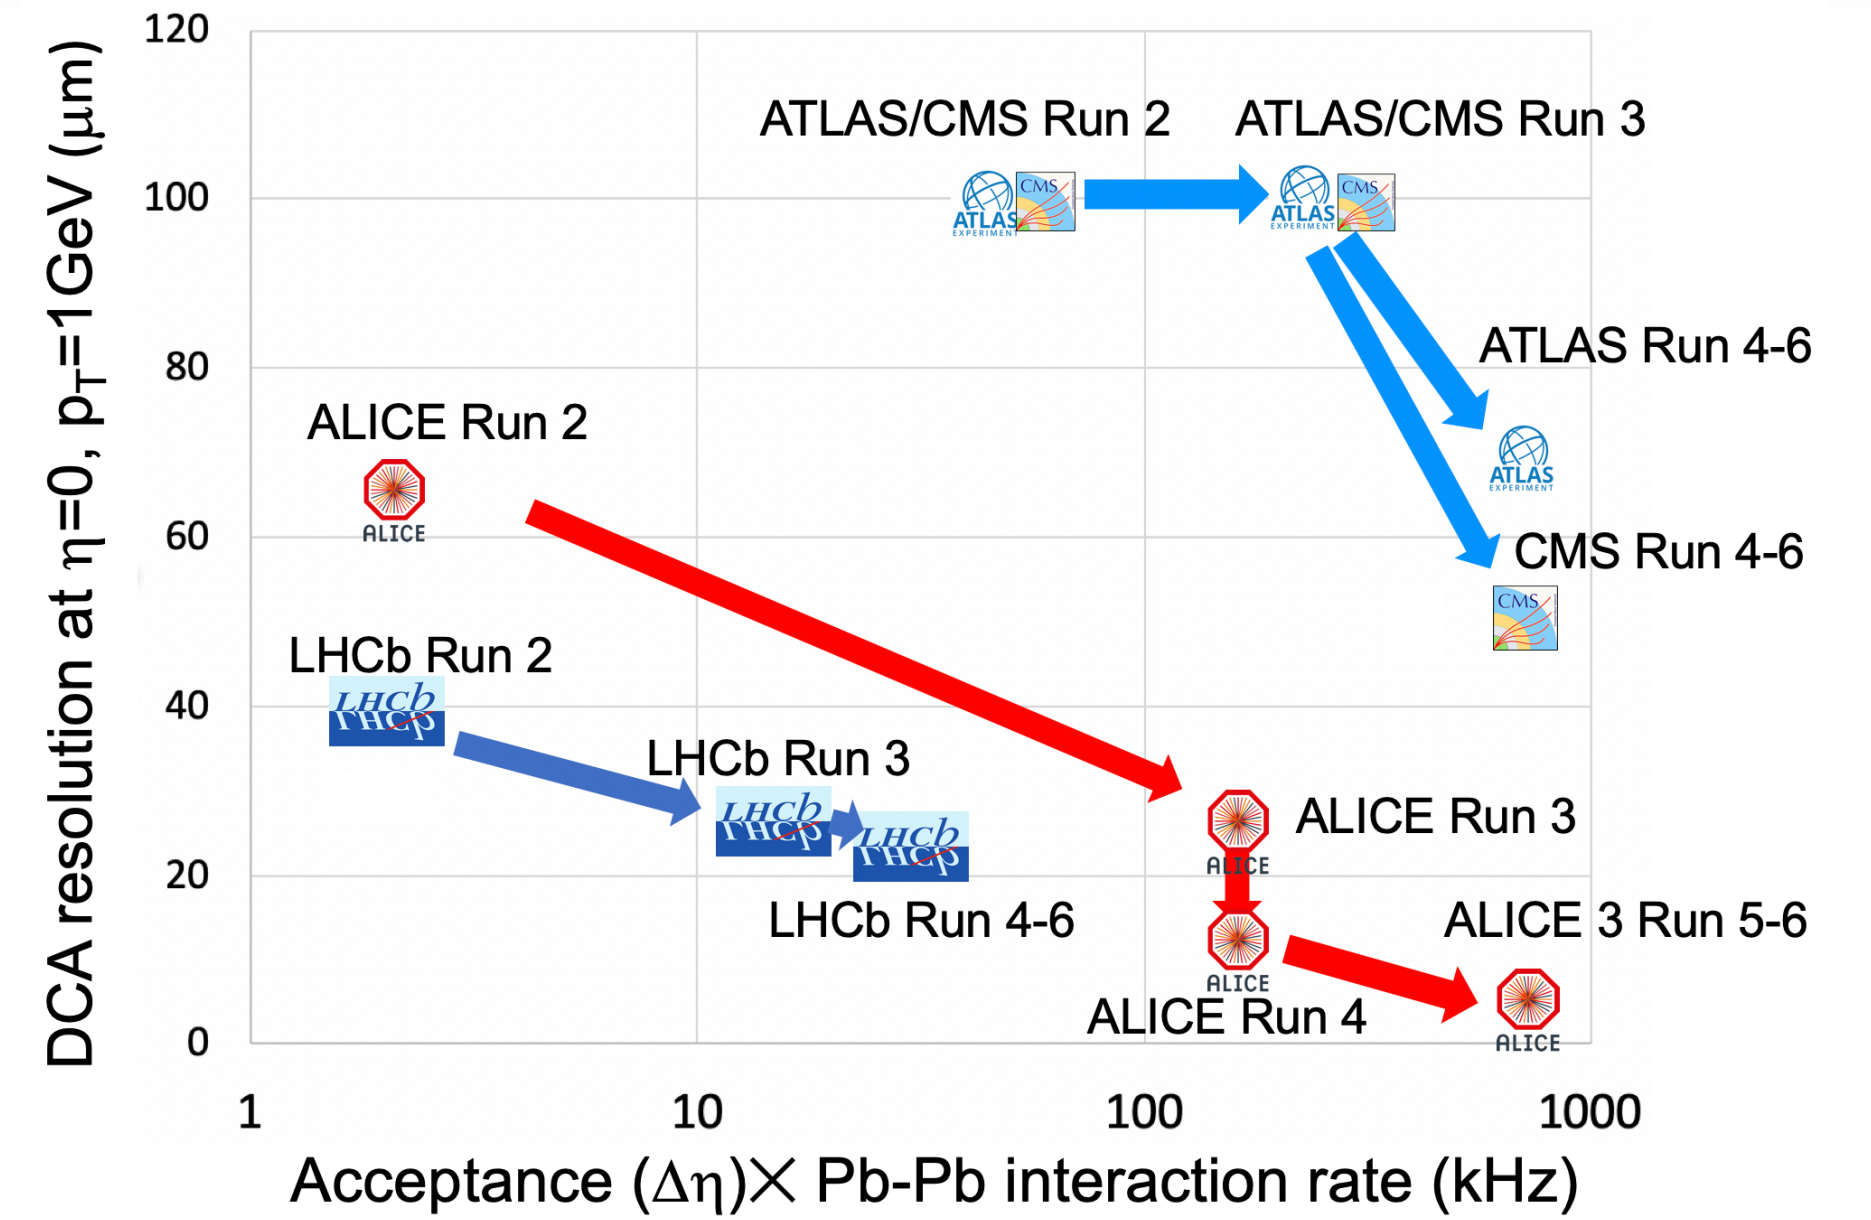 DCA resolution at η=0, pT=1GeV (μm)
120
100
80
60
40
20
0
ATLAS/CMS Run 2
ATLAS/CMS Run 3
ATLAS
EXPERIMENT
CMS
ATLAS
EXPERIMENT
CMS
ATLAS Run 4-6
ATLAS
EXPERIMENT
ALICE Run 2
ALICE
CMS Run 4-6
CMS
LHCb Run 2
LHCb
LHCb Run 3
LHCb
LHCb
LHCb Run 4-6
ALICE Run 3
ALICE
ALICE
ALICE Run 4
ALICE 3 Run 5-6
ALICE
1 10 100 1000
Acceptance (Δη)× Pb-Pb interaction rate (kHz)